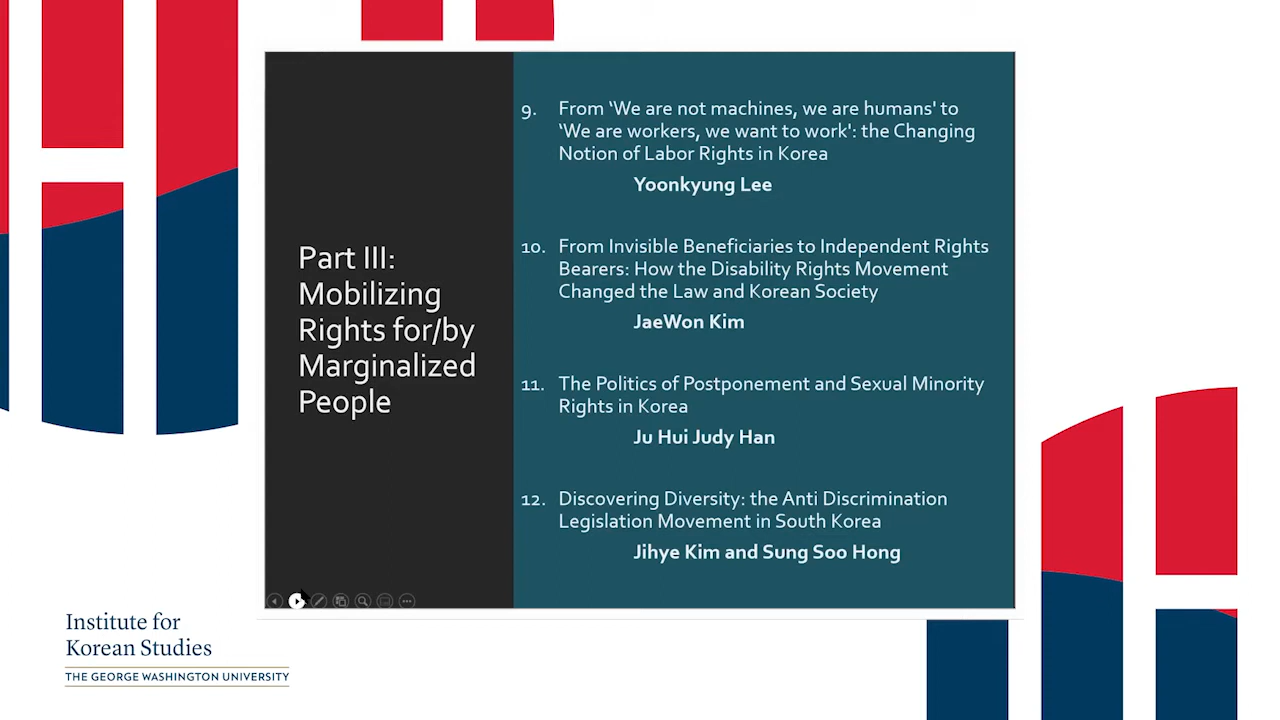 Part III:
Mobilizing
Rights for/by
Marginalized
People
9. From ‘We are not machines, we are humans' to
‘We are workers, we want to work': the Changing
Notion of Labor Rights in Korea
Yoonkyung Lee
10. From Invisible Beneficiaries to Independent Rights
Bearers: How the Disability Rights Movement
Changed the Law and Korean Society
JaeWon Kim
11. The Politics of Postponement and Sexual Minority
Rights in Korea
Ju Hui Judy Han
12. Discovering Diversity: the Anti Discrimination
Legislation Movement in South Korea
Jihye Kim and Sung Soo Hong
Institute for
Korean Studies
THE GEORGE WASHINGTON UNIVERSITY